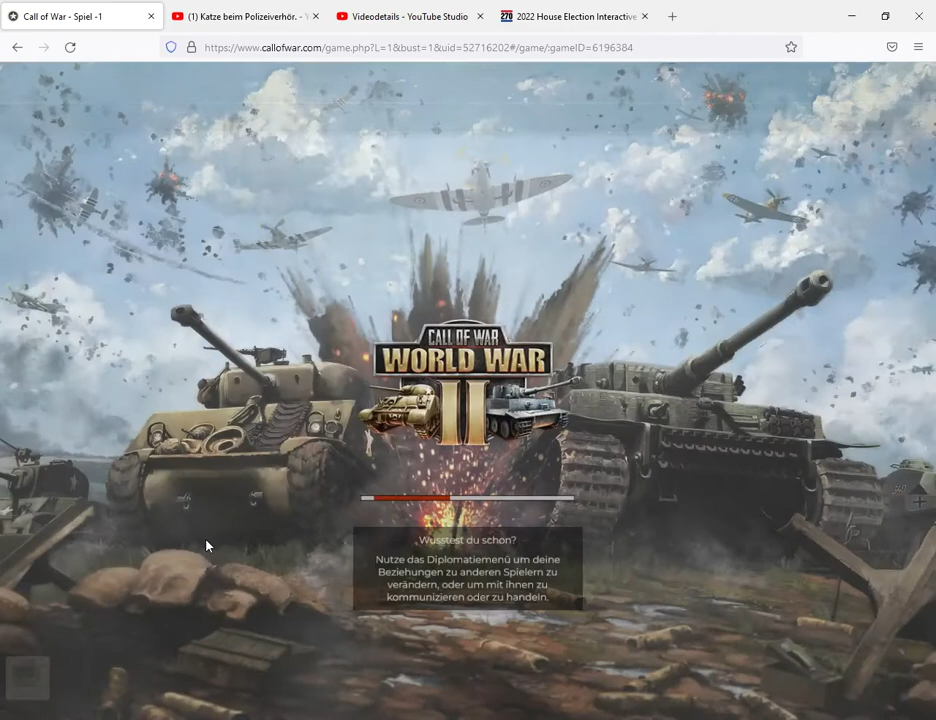 Call of War - Spiel -1
(1) Katze beim Polizeiverhör. -
Videodetails - YouTube Studio
270
2022 House Election Interactive
https://www.callofwar.com/game.php?L=1&bust=1&uid=52716202#/game/:gameID=6196384
CALL OF WAR
WORLD WAR
II
Wusstest du schon?
Nutze das Diplomatiemenü um deine
Beziehungen zu anderen Spielern zu
verändern, oder um mit ihnen zu
kommunizieren oder zu handeln.